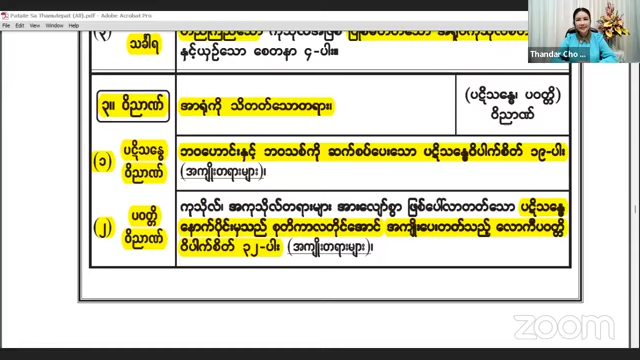 Patate Sa Thamutepat (All).pdf - Adobe Acrobat Pro
File Edit View Window Help
Thandar Cho ...
(၃)
သင်္ခါရ
နှင့်ယှဉ်သော စေတနာ ၄-ပါး။
၃။ ဝိညာဏ်
အာရုံကို သိတတ်သောတရား။
(ပဋိသန္ဓေ၊ ပဝတ္တိ)
ဝိညာဏ်
(၁)
ပဋိသန္ဓေ
ဝိညာဏ်
ဘဝဟောင်းနှင့် ဘဝသစ်ကို ဆက်စပ်ပေးသော ပဋိသန္ဓေဝိပါက်စိတ် ၁၉-ပါး
(အကျိုးတရားများ)၊
(၂)
ပဝတ္တိ
ဝိညာဏ်
ကုသိုလ်၊ အကုသိုလ်တရားများ အားလျော်စွာ ဖြစ်ပေါ်လာတတ်သော ပဋိသန္ဓေ
နောက်ပိုင်းမှသည် စုတိကာလတိုင်အောင် အကျိုးပေးတတ်သည့် လောကီပဝတ္တိ
ဝိပါက်စိတ် ၃၂-ပါး (အကျိုးတရားများ)၊
zoom